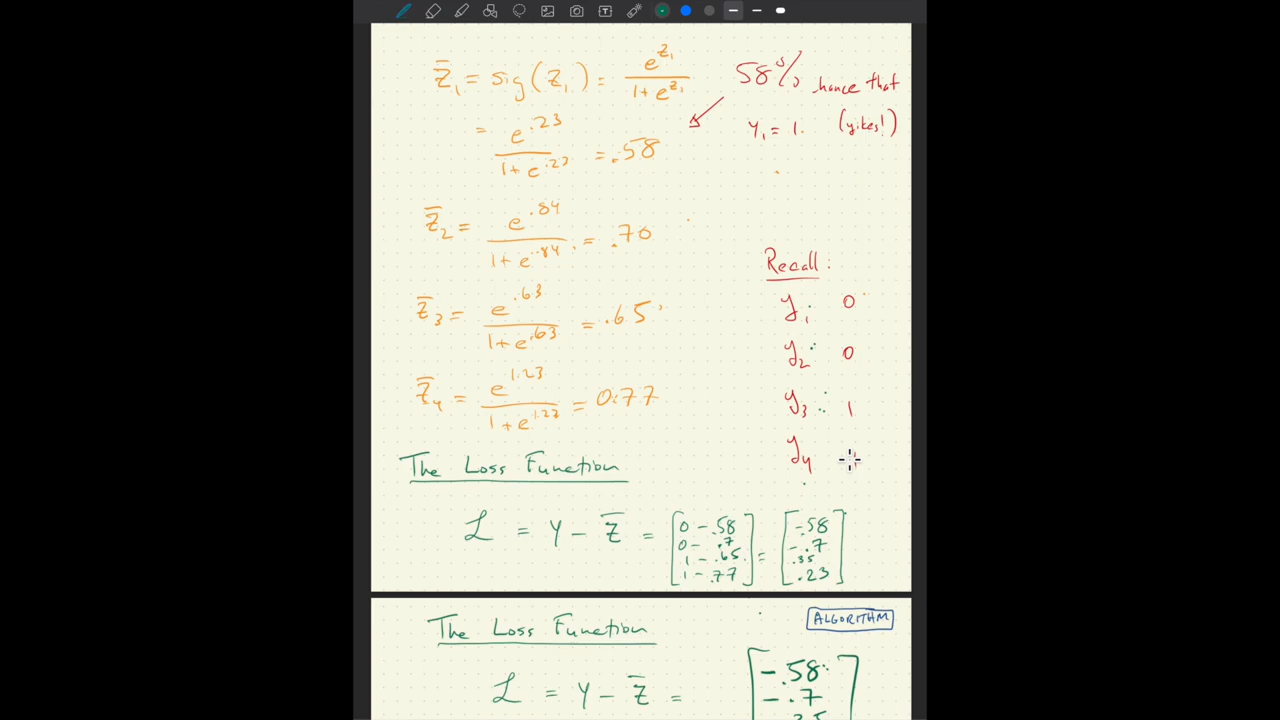 z̄₁ = sig(z₁) = e^z₁ / 1+e^z₁
58% hance that
y₁ = 1. (yikes!)
= e^.23 / 1+e^.23 = .58
z̄₂ = e^.84 / 1+e^.84 = .70
Recall:
y₁ 0
z̄₃ = e^.63 / 1+e^.63 = .65
y₂ 0
z̄₄ = e^1.23 / 1+e^1.23 = 0.77
y₃ 1
y₄
The Loss Function
ℒ = Y − Z̄ = [0 − .58; 0 − .7; 1 − .65; 1 − .77] = [−.58; −.7; .35; .23]
The Loss Function
ALGORITHM
ℒ = Y − Z̄ = [−.58
−.7